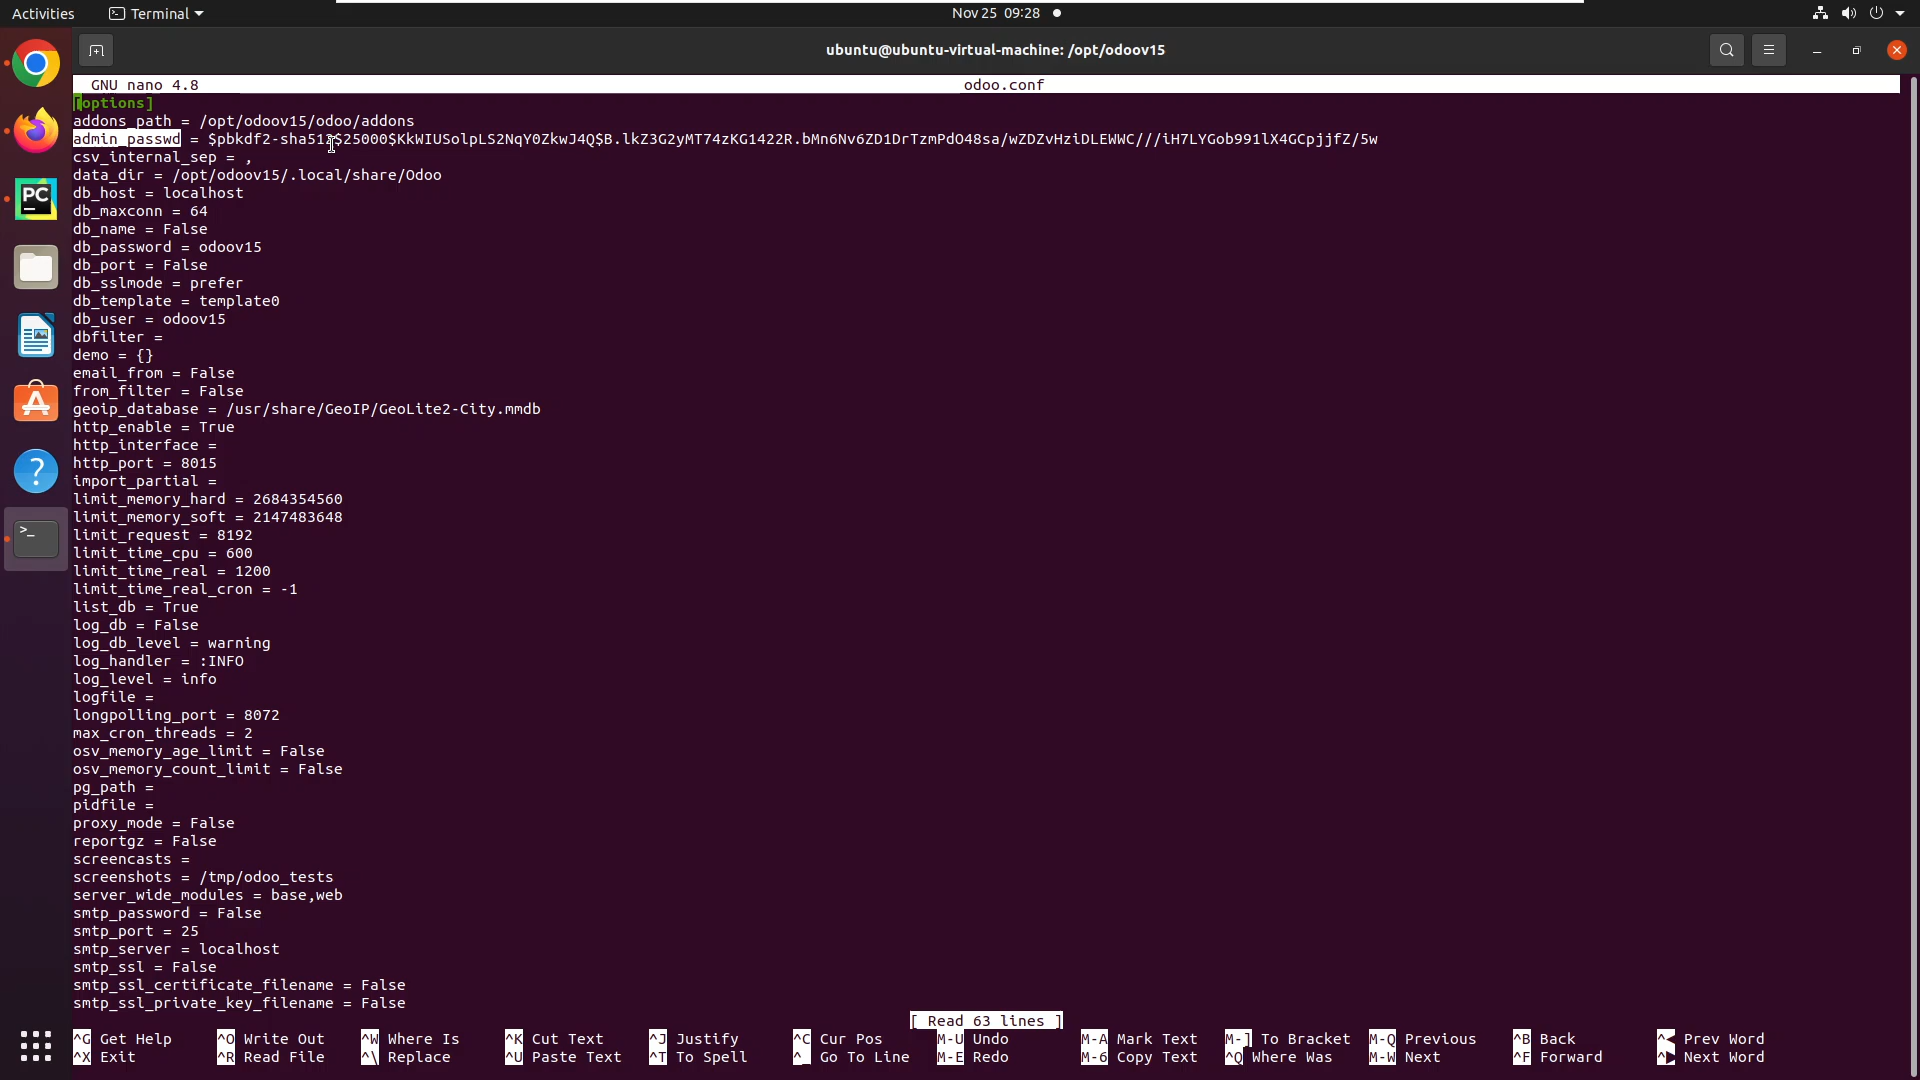 Activities
Terminal
Nov 25 09:28
ubuntu@ubuntu-virtual-machine: /opt/odoov15
GNU nano 4.8
odoo.conf
[options]
addons_path = /opt/odoov15/odoo/addons
admin_passwd = $pbkdf2-sha512$25000$KkWIUSolpLS2NqY0ZkwJ4Q$B.lkZ3G2yMT74zKG1422R.bMn6Nv6ZD1DrTzmPdO48sa/wZDZvHziDLEWWC///iH7LYGob991lX4GCpjjfZ/5w
csv_internal_sep = ,
data_dir = /opt/odoov15/.local/share/Odoo
db_host = localhost
db_maxconn = 64
db_name = False
db_password = odoov15
db_port = False
db_sslmode = prefer
db_template = template0
db_user = odoov15
dbfilter =
demo = {}
email_from = False
from_filter = False
geoip_database = /usr/share/GeoIP/GeoLite2-City.mmdb
http_enable = True
http_interface =
http_port = 8015
import_partial =
limit_memory_hard = 2684354560
limit_memory_soft = 2147483648
limit_request = 8192
limit_time_cpu = 600
limit_time_real = 1200
limit_time_real_cron = -1
list_db = True
log_db = False
log_db_level = warning
log_handler = :INFO
log_level = info
logfile =
longpolling_port = 8072
max_cron_threads = 2
osv_memory_age_limit = False
osv_memory_count_limit = False
pg_path =
pidfile =
proxy_mode = False
reportgz = False
screencasts =
screenshots = /tmp/odoo_tests
server_wide_modules = base,web
smtp_password = False
smtp_port = 25
smtp_server = localhost
smtp_ssl = False
smtp_ssl_certificate_filename = False
smtp_ssl_private_key_filename = False
[ Read 63 lines ]
^G Get Help ^O Write Out ^W Where Is ^K Cut Text ^J Justify ^C Cur Pos M-U Undo M-A Mark Text M-] To Bracket M-Q Previous ^B Back ^◀ Prev Word
^X Exit ^R Read File ^\ Replace ^U Paste Text ^T To Spell ^_ Go To Line M-E Redo M-6 Copy Text ^Q Where Was M-W Next ^F Forward ^▶ Next Word